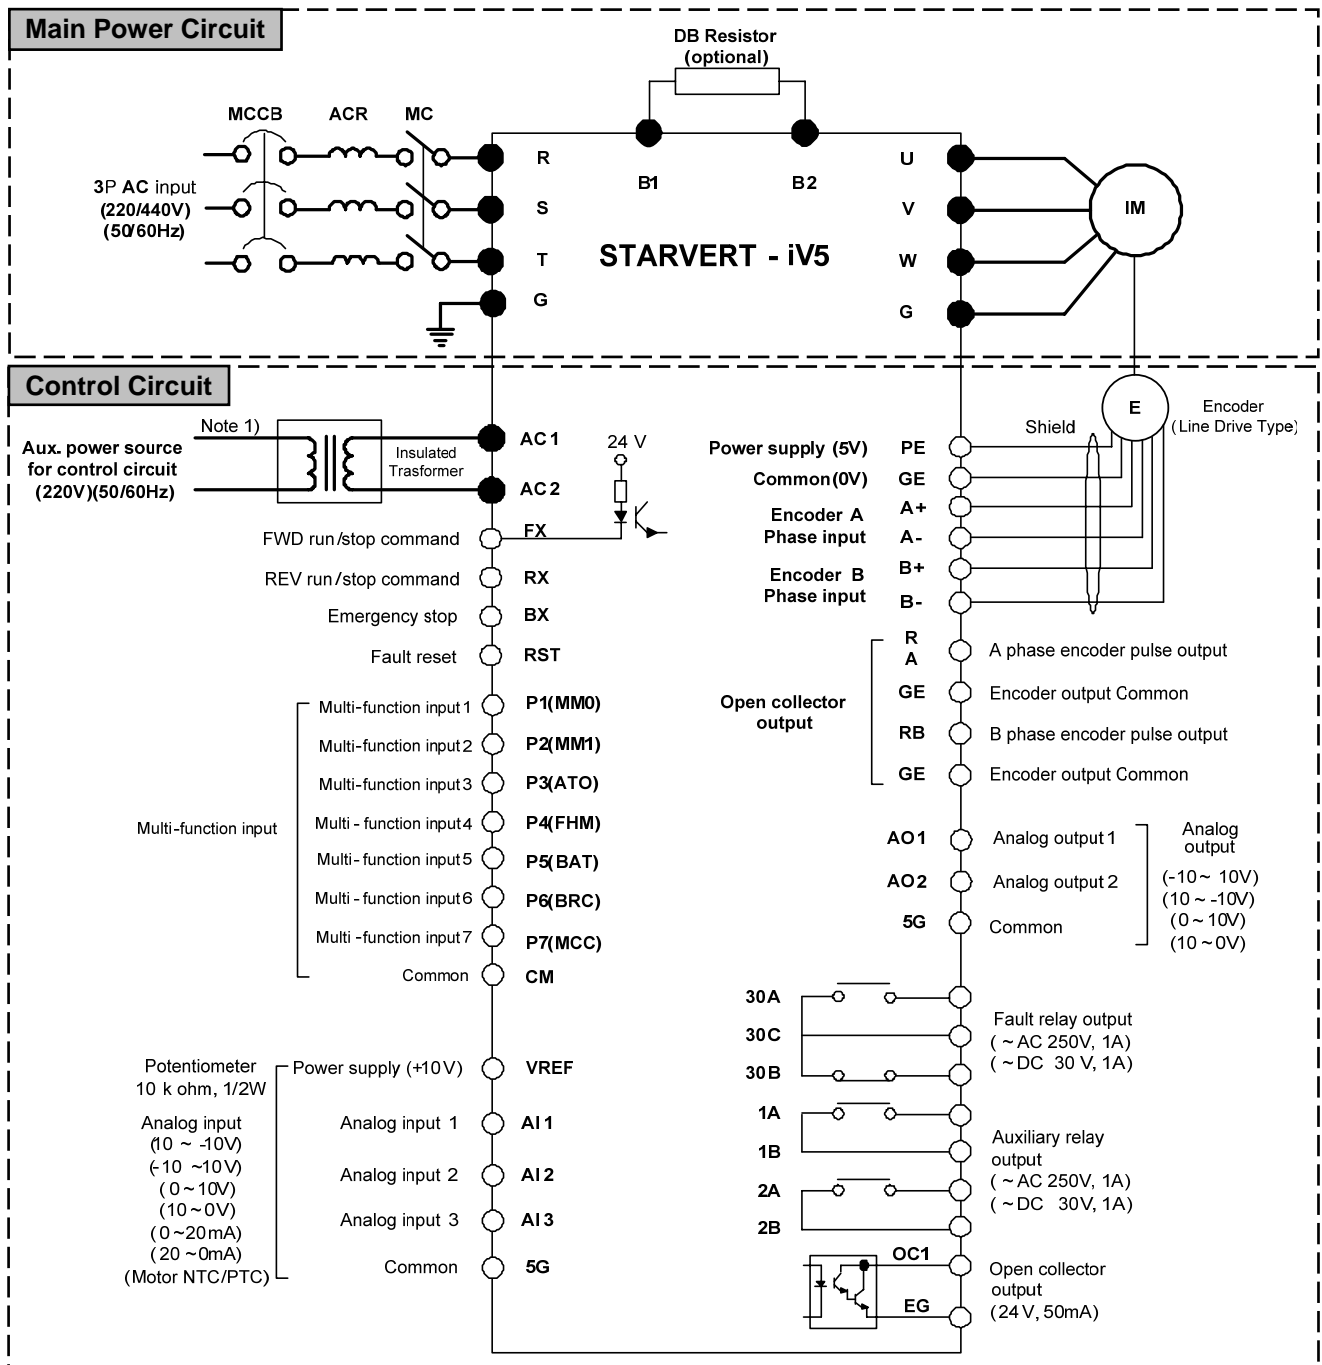 Main Power Circuit
DB Resistor
(optional)
MCCB ACR MC
3P AC input
(220/440V)
(50/60Hz)
R
S
T
G
B1 B2
STARVERT - iV5
U
V
W
G
IM
Control Circuit
Note 1)
Aux. power source
for control circuit
(220V)(50/60Hz)
Insulated
Trasformer
AC1
AC2
24 V
FWD run/stop command FX
REV run/stop command RX
Emergency stop BX
Fault reset RST
Multi-function input
Multi-function input 1 P1(MM0)
Multi-function input 2 P2(MM1)
Multi-function input 3 P3(ATO)
Multi-function input 4 P4(FHM)
Multi-function input 5 P5(BAT)
Multi-function input 6 P6(BRC)
Multi-function input 7 P7(MCC)
Common CM
Potentiometer
10 k ohm, 1/2W
Analog input
(10 ~ -10V)
(-10 ~10V)
(0~10V)
(10~0V)
(0~20mA)
(20~0mA)
(Motor NTC/PTC)
Power supply (+10V) VREF
Analog input 1 AI1
Analog input 2 AI2
Analog input 3 AI3
Common 5G
E
Encoder
(Line Drive Type)
Shield
Power supply (5V) PE
Common(0V) GE
Encoder A
Phase input
A+
A-
Encoder B
Phase input
B+
B-
Open collector
output
R
A
A phase encoder pulse output
GE Encoder output Common
RB B phase encoder pulse output
GE Encoder output Common
AO1 Analog output 1
AO2 Analog output 2
5G Common
Analog
output
(-10~ 10V)
(10 ~ -10V)
(0~10V)
(10~0V)
30A
30C
30B
Fault relay output
(~AC 250V, 1A)
(~DC 30 V, 1A)
1A
1B
2A
2B
Auxiliary relay
output
(~AC 250V, 1A)
(~DC 30V, 1A)
OC1
EG
Open collector
output
(24V, 50mA)